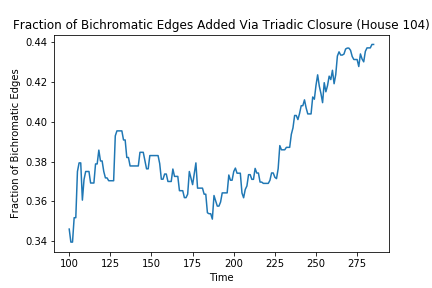 Fraction of Bichromatic Edges Added Via Triadic Closure (House 104)
Fraction of Bichromatic Edges
0.44
0.42
0.40
0.38
0.36
0.34
100 125 150 175 200 225 250 275
Time